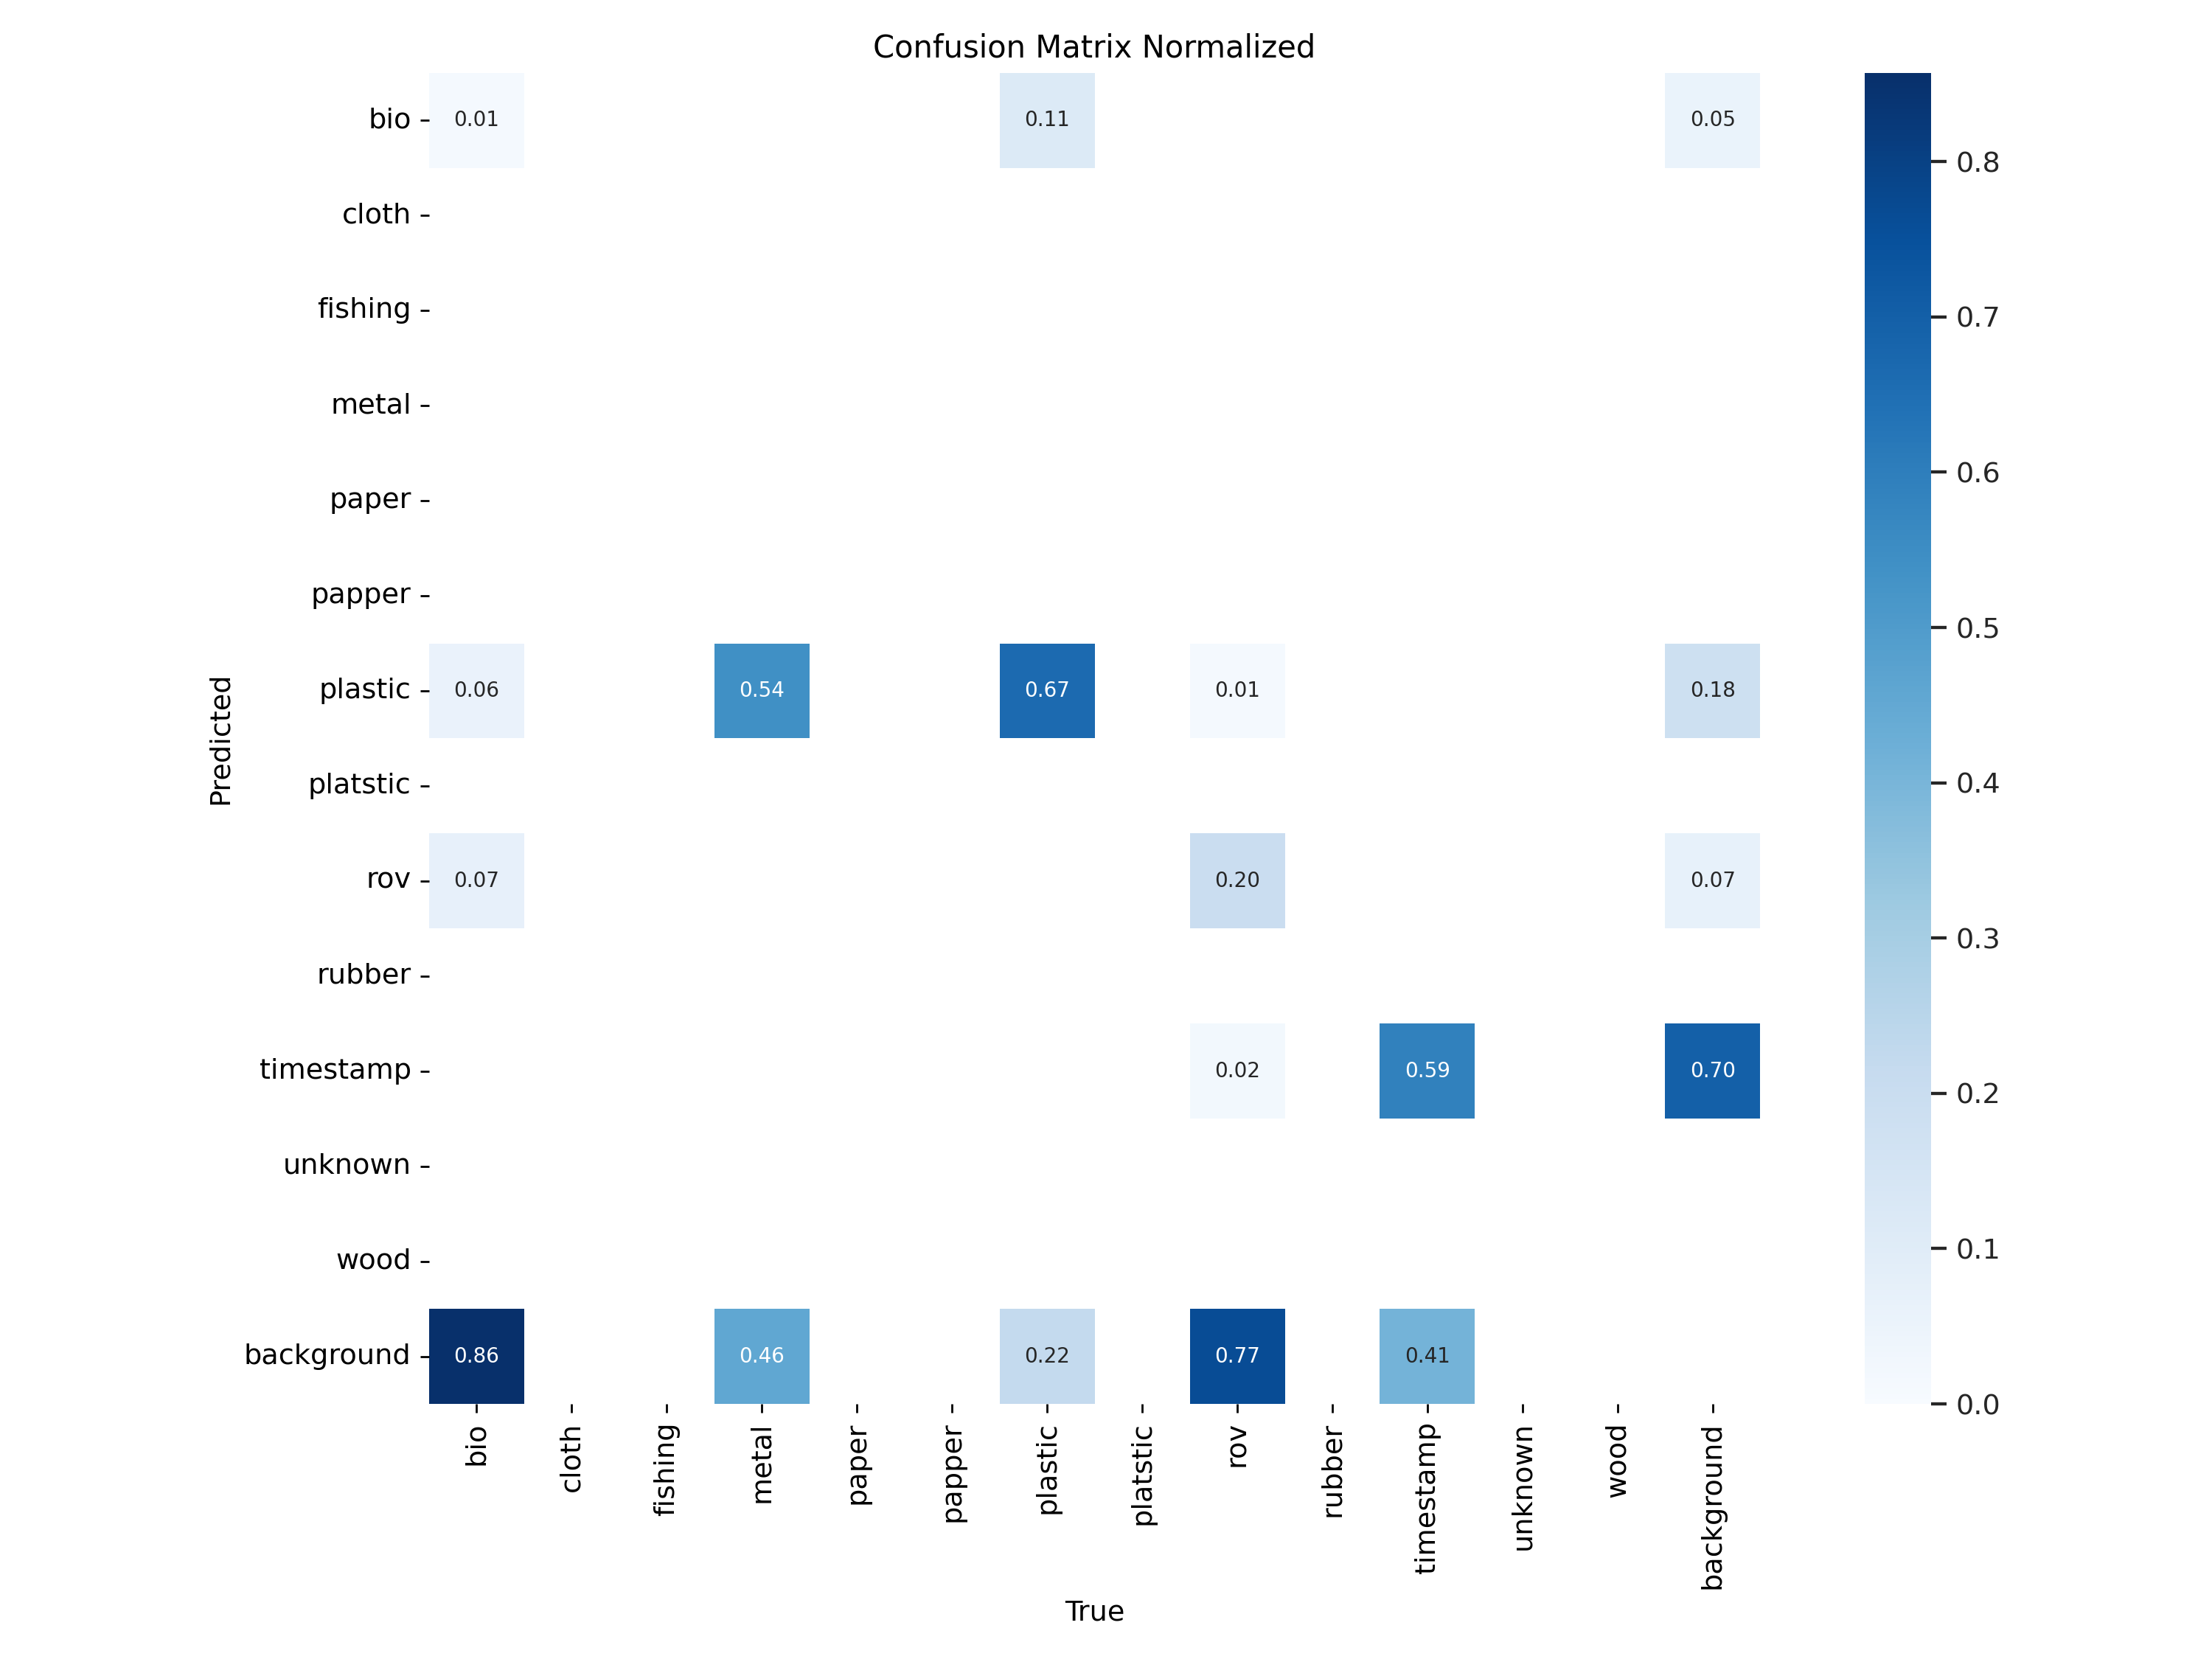 Confusion Matrix Normalized
bio 0.01 0.11 0.05
cloth
fishing
metal
paper
papper
plastic 0.06 0.54 0.67 0.01 0.18
platstic
rov 0.07 0.20 0.07
rubber
timestamp 0.02 0.59 0.70
unknown
wood
background 0.86 0.46 0.22 0.77 0.41
Predicted
bio cloth fishing metal paper papper plastic platstic rov rubber timestamp unknown wood background
True
0.8
0.7
0.6
0.5
0.4
0.3
0.2
0.1
0.0